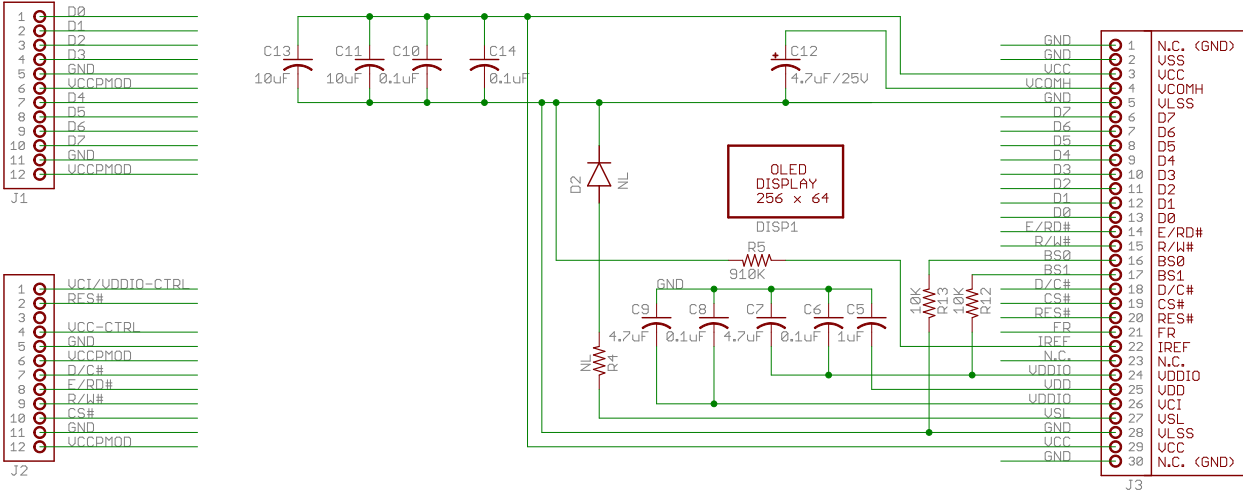 1 D0
2 D1
3 D2
4 D3
5 GND
6 VCCPMOD
7 D4
8 D5
9 D6
10 D7
11 GND
12 VCCPMOD
J1
1 VCI/VDDIO-CTRL
2 RES#
3
4 VCC-CTRL
5 GND
6 VCCPMOD
7 D/C#
8 E/RD#
9 R/W#
10 CS#
11 GND
12 VCCPMOD
J2
C13
10uF
C11
10uF
C10
0.1uF
C14
0.1uF
C12
+
4.7uF/25V
D2
NL
OLED
DISPLAY
256 x 64
DISP1
R5
910K
GND
C9
4.7uF
C8
0.1uF
C7
4.7uF
C6
0.1uF
C5
1uF
NL
R4
10K
R13
10K
R12
GND 1 N.C. (GND)
GND 2 VSS
VCC 3 VCC
VCOMH 4 VCOMH
GND 5 VLSS
D7 6 D7
D6 7 D6
D5 8 D5
D4 9 D4
D3 10 D3
D2 11 D2
D1 12 D1
D0 13 D0
E/RD# 14 E/RD#
R/W# 15 R/W#
BS0 16 BS0
BS1 17 BS1
D/C# 18 D/C#
CS# 19 CS#
RES# 20 RES#
FR 21 FR
IREF 22 IREF
N.C. 23 N.C.
VDDIO 24 VDDIO
VDD 25 VDD
VDDIO 26 VCI
VSL 27 VSL
GND 28 VLSS
VCC 29 VCC
GND 30 N.C. (GND)
J3